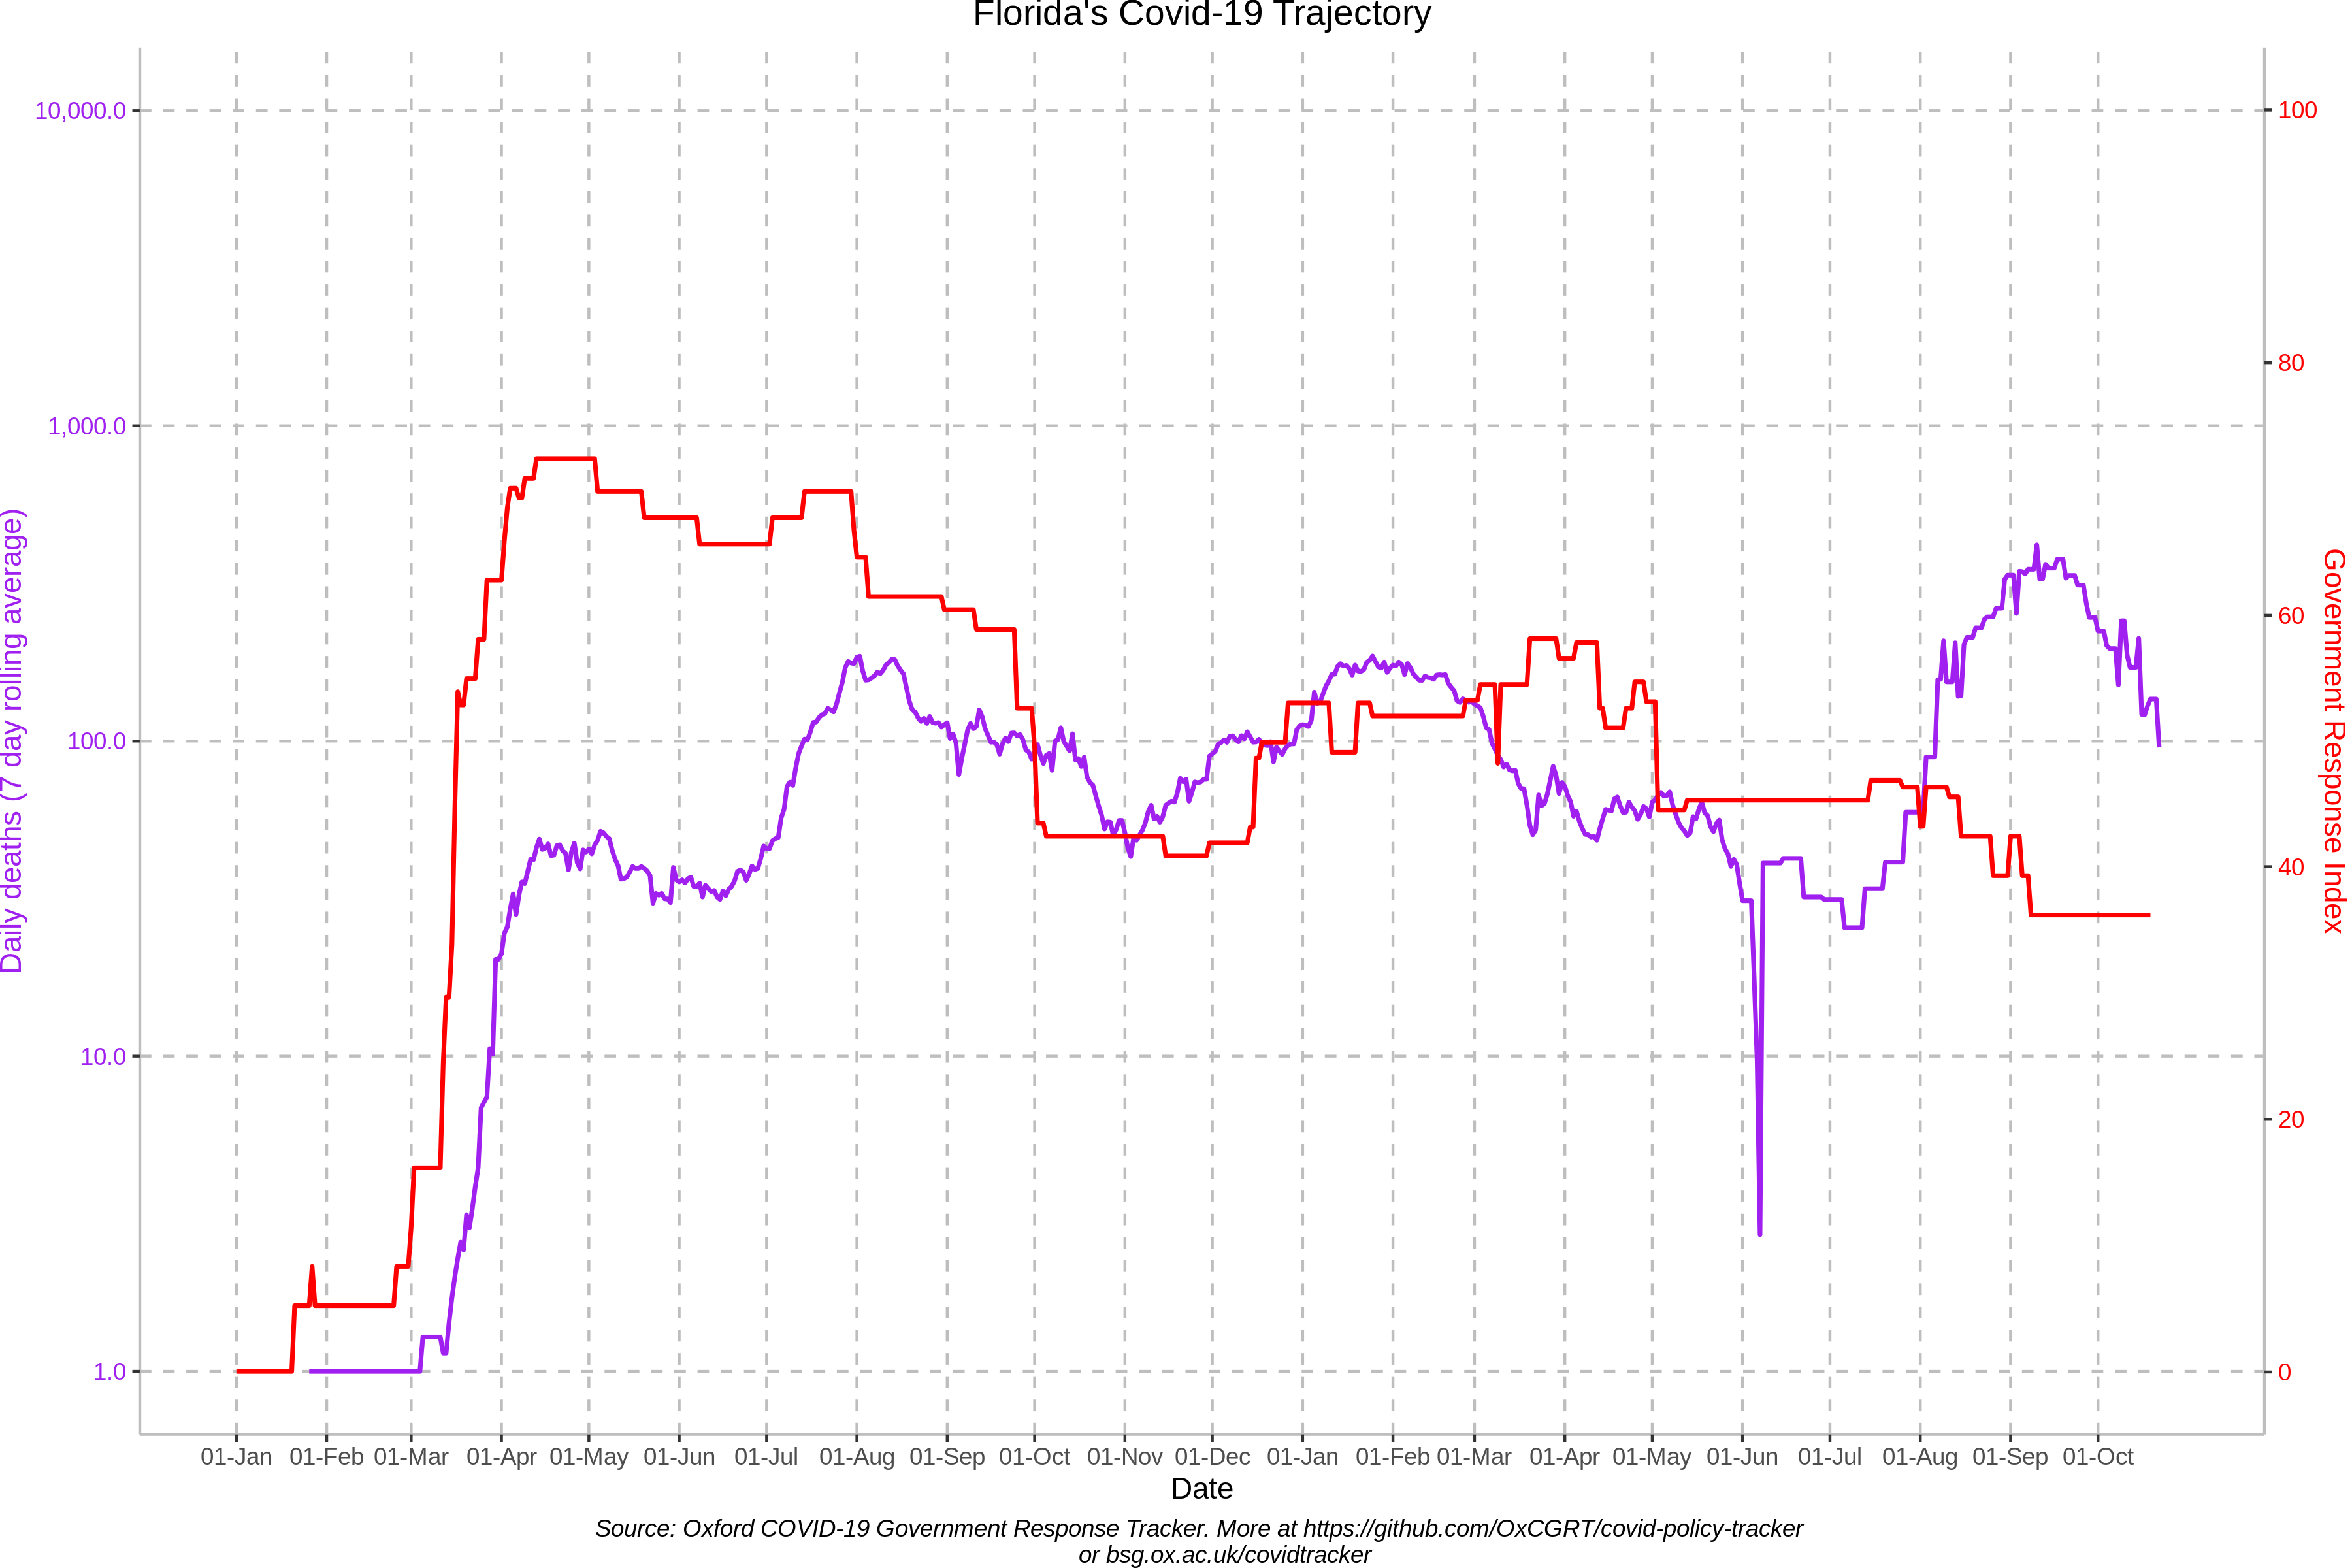 Florida's Covid-19 Trajectory
10,000.0
1,000.0
100.0
10.0
1.0
Daily deaths (7 day rolling average)
100
80
60
40
20
0
Government Response Index
01-Jan 01-Feb 01-Mar 01-Apr 01-May 01-Jun 01-Jul 01-Aug 01-Sep 01-Oct 01-Nov 01-Dec 01-Jan 01-Feb 01-Mar 01-Apr 01-May 01-Jun 01-Jul 01-Aug 01-Sep 01-Oct
Date
Source: Oxford COVID-19 Government Response Tracker. More at https://github.com/OxCGRT/covid-policy-tracker
or bsg.ox.ac.uk/covidtracker